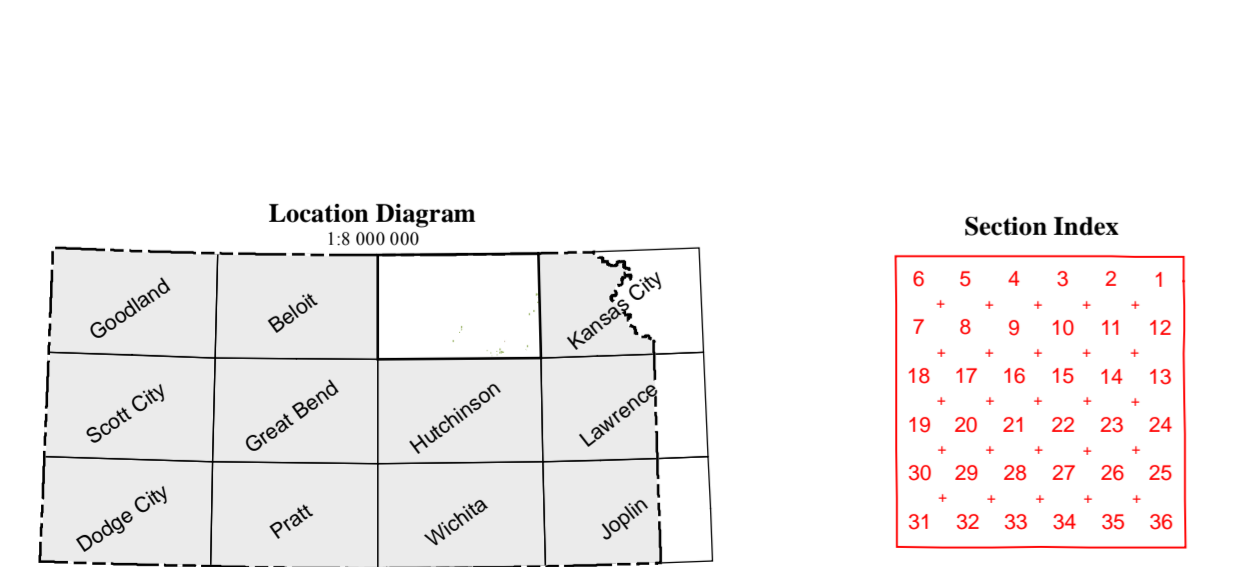 Location Diagram
1:8 000 000
Goodland
Beloit
Kansas City
Scott City
Great Bend
Hutchinson
Lawrence
Dodge City
Pratt
Wichita
Joplin
Section Index
6 5 4 3 2 1
7 8 9 10 11 12
18 17 16 15 14 13
19 20 21 22 23 24
30 29 28 27 26 25
31 32 33 34 35 36